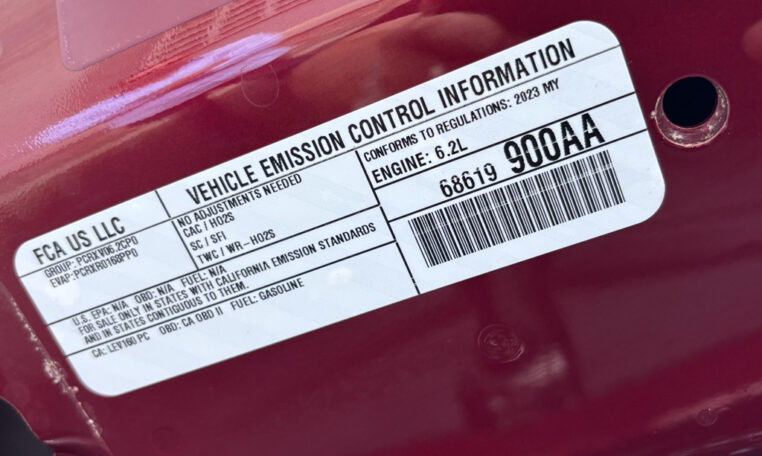 VEHICLE EMISSION CONTROL INFORMATION
FCA US LLC
GROUP: PCRXV06.2CP0
EVAP: PCRXR0168PP0
NO ADJUSTMENTS NEEDED
CAC / HO2S
SC / SFI
TWC / WR-HO2S
CONFORMS TO REGULATIONS: 2023 MY
ENGINE: 6.2L
68619 900AA
U.S. EPA: N/A OBD: N/A FUEL: N/A
FOR SALE ONLY IN STATES WITH CALIFORNIA EMISSION STANDARDS
AND IN STATES CONTIGUOUS TO THEM.
CA: LEV160 PC OBD: CA OBD II FUEL: GASOLINE